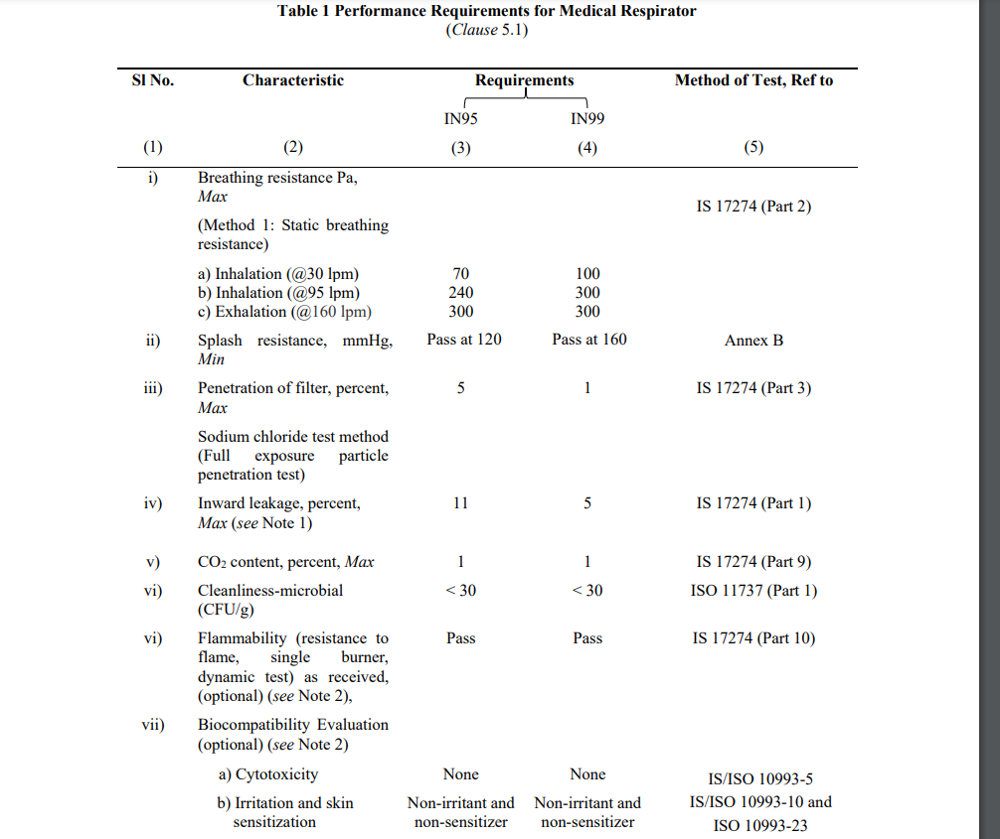 Table 1 Performance Requirements for Medical Respirator
(Clause 5.1)
Sl No. Characteristic Requirements Method of Test, Ref to
IN95 IN99
(1) (2) (3) (4) (5)
i) Breathing resistance Pa,
Max
IS 17274 (Part 2)
(Method 1: Static breathing
resistance)
a) Inhalation (@30 lpm) 70 100
b) Inhalation (@95 lpm) 240 300
c) Exhalation (@160 lpm) 300 300
ii) Splash resistance, mmHg, Pass at 120 Pass at 160 Annex B
Min
iii) Penetration of filter, percent, 5 1 IS 17274 (Part 3)
Max
Sodium chloride test method
(Full exposure particle
penetration test)
iv) Inward leakage, percent, 11 5 IS 17274 (Part 1)
Max (see Note 1)
v) CO₂ content, percent, Max 1 1 IS 17274 (Part 9)
vi) Cleanliness-microbial < 30 < 30 ISO 11737 (Part 1)
(CFU/g)
vi) Flammability (resistance to Pass Pass IS 17274 (Part 10)
flame, single burner,
dynamic test) as received,
(optional) (see Note 2),
vii) Biocompatibility Evaluation
(optional) (see Note 2)
a) Cytotoxicity None None IS/ISO 10993-5
b) Irritation and skin Non-irritant and Non-irritant and IS/ISO 10993-10 and
sensitization non-sensitizer non-sensitizer ISO 10993-23